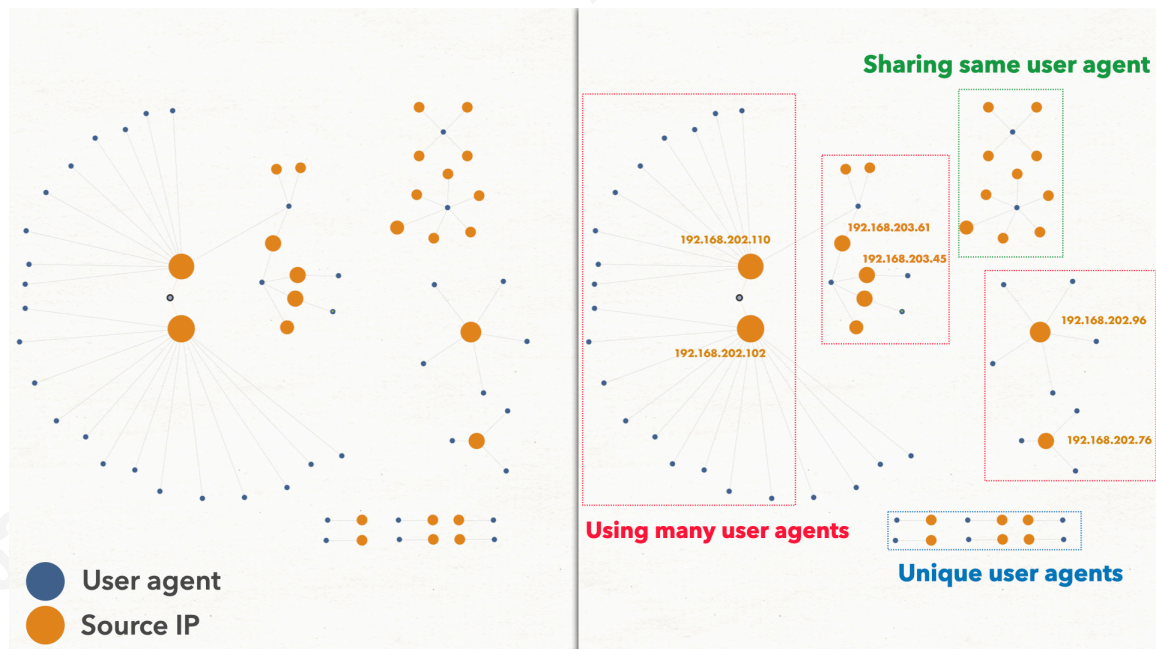 Sharing same user agent
192.168.203.61
192.168.202.110
192.168.203.45
192.168.202.96
192.168.202.102
192.168.202.76
Using many user agents
Unique user agents
User agent
Source IP